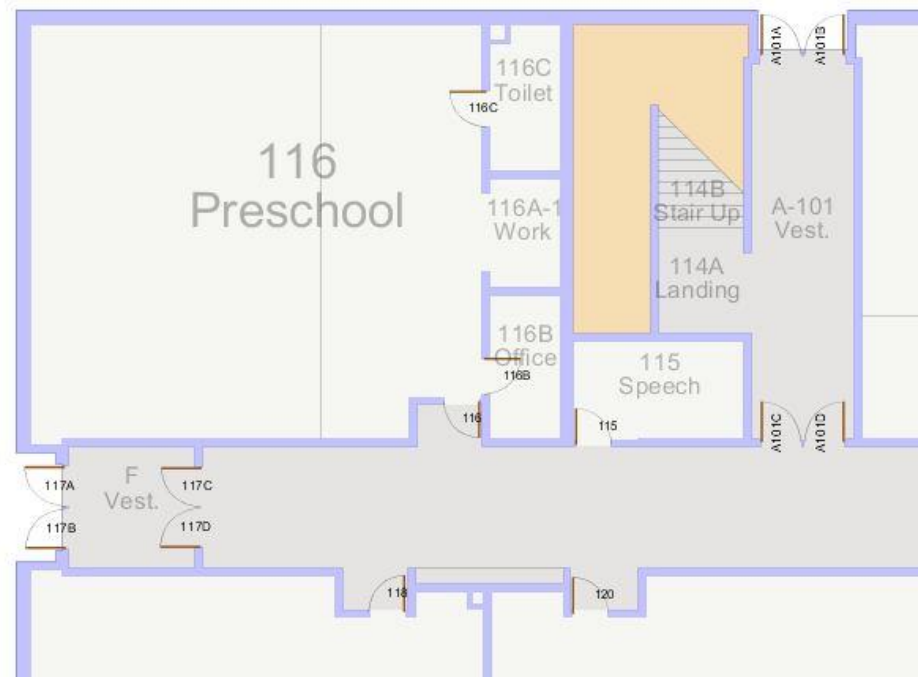 A101A
A101B
116C
Toilet
116C
116
Preschool
116A-1
Work
114B
Stair Up
A-101
Vest.
114A
Landing
116B
Office
116B
115
Speech
116
115
A101C
A101D
117A
F
Vest.
117C
117B
117D
118
120